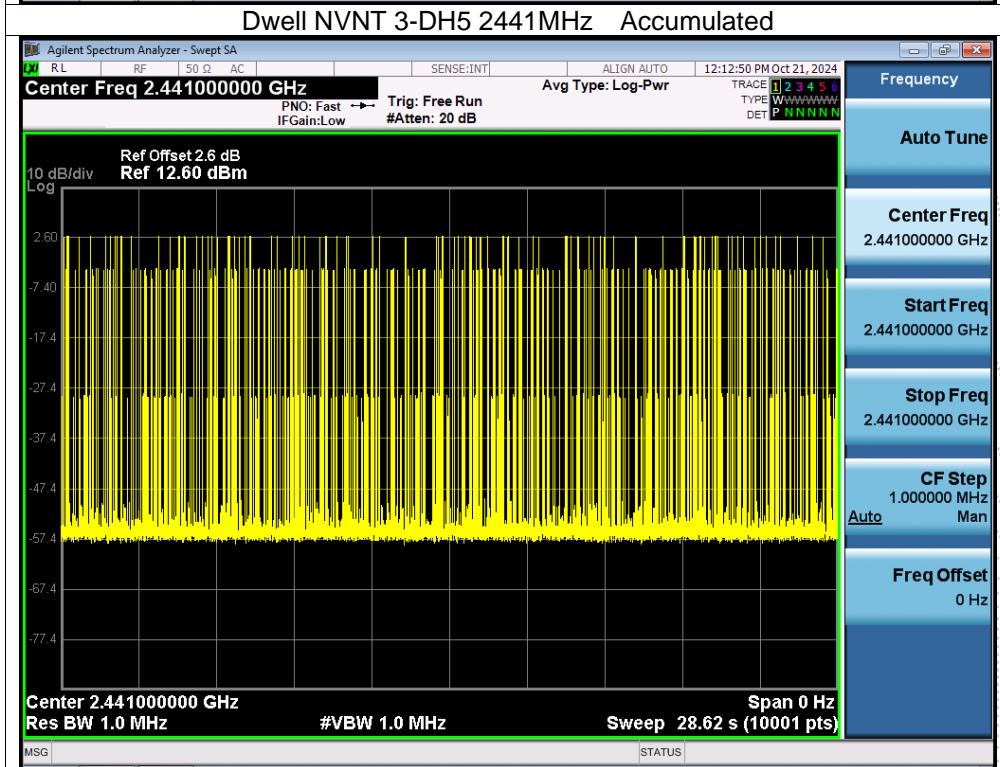 Dwell NVNT 3-DH5 2441MHz Accumulated
Agilent Spectrum Analyzer - Swept SA
LXI RL RF 50 Ω AC SENSE:INT ALIGN AUTO 12:12:50 PM Oct 21, 2024
Center Freq 2.441000000 GHz
PNO: Fast
IFGain:Low
Trig: Free Run
#Atten: 20 dB
Avg Type: Log-Pwr
TRACE 1 2 3 4 5 6
TYPE WWWWWWW
DET P N N N N N
Ref Offset 2.6 dB
10 dB/div Ref 12.60 dBm
Log
2.60
-7.40
-17.4
-27.4
-37.4
-47.4
-57.4
-67.4
-77.4
Center 2.441000000 GHz Span 0 Hz
Res BW 1.0 MHz #VBW 1.0 MHz Sweep 28.62 s (10001 pts)
MSG STATUS
Frequency
Auto Tune
Center Freq
2.441000000 GHz
Start Freq
2.441000000 GHz
Stop Freq
2.441000000 GHz
CF Step
1.000000 MHz
Auto Man
Freq Offset
0 Hz